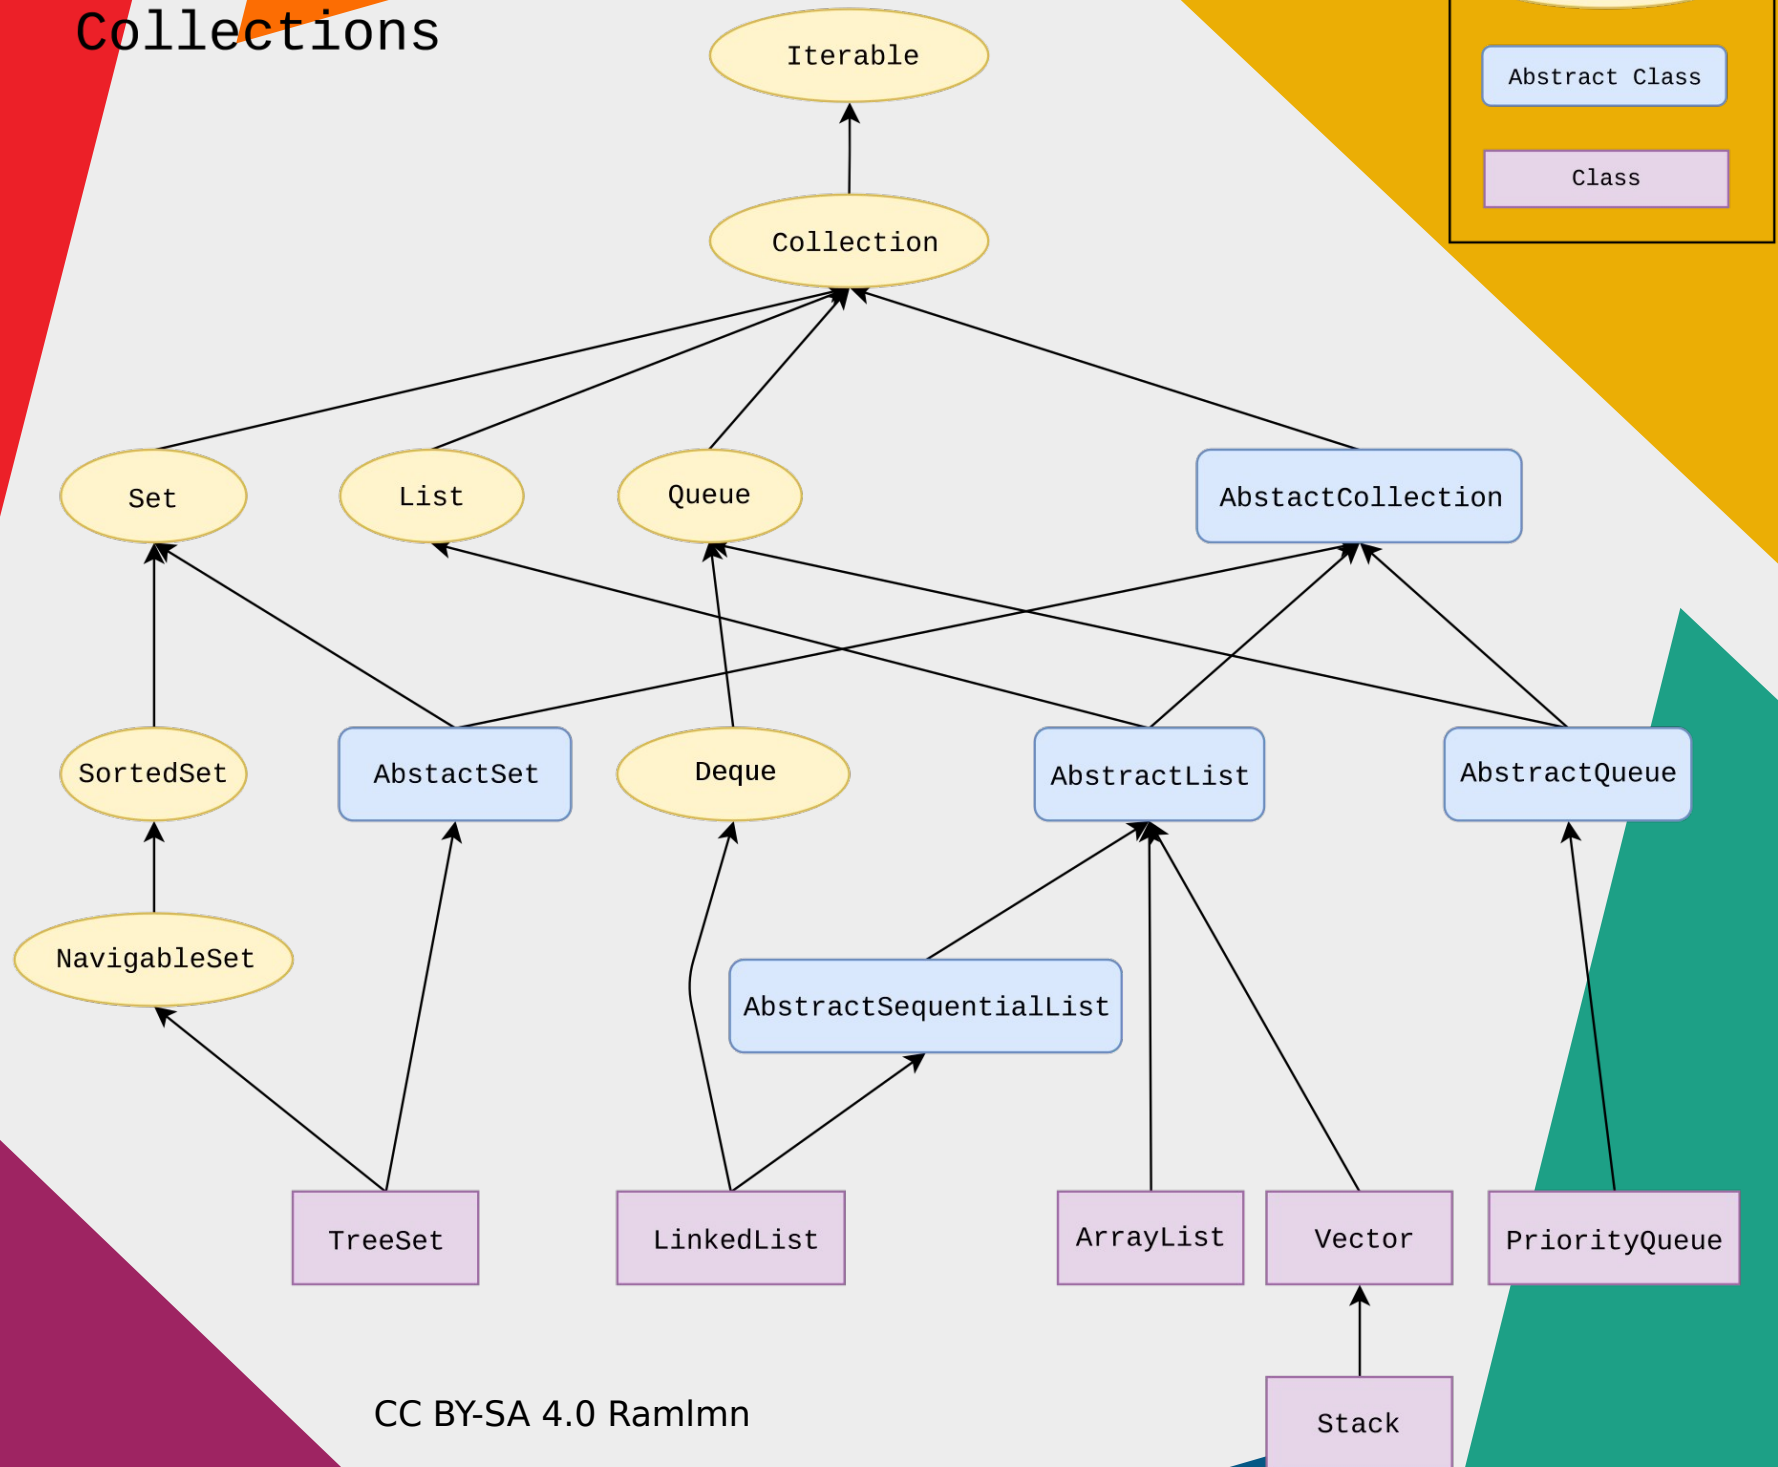 Collections
Iterable
Abstract Class
Class
Collection
Set
List
Queue
AbstactCollection
SortedSet
AbstactSet
Deque
AbstractList
AbstractQueue
NavigableSet
AbstractSequentialList
TreeSet
LinkedList
ArrayList
Vector
PriorityQueue
CC BY-SA 4.0 Ramlmn
Stack